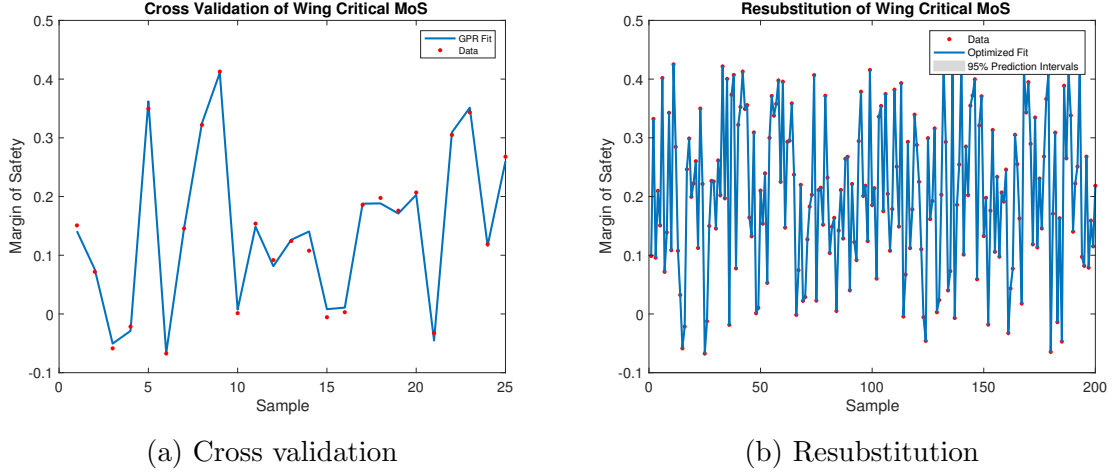 Cross Validation of Wing Critical MoS
0.5
0.4
0.3
0.2
0.1
0
-0.1
Margin of Safety
0
5
10
15
20
25
Sample
GPR Fit
Data
(a) Cross validation
Resubstitution of Wing Critical MoS
0.5
0.4
0.3
0.2
0.1
0
-0.1
Margin of Safety
0
50
100
150
200
Sample
Data
Optimized Fit
95% Prediction Intervals
(b) Resubstitution